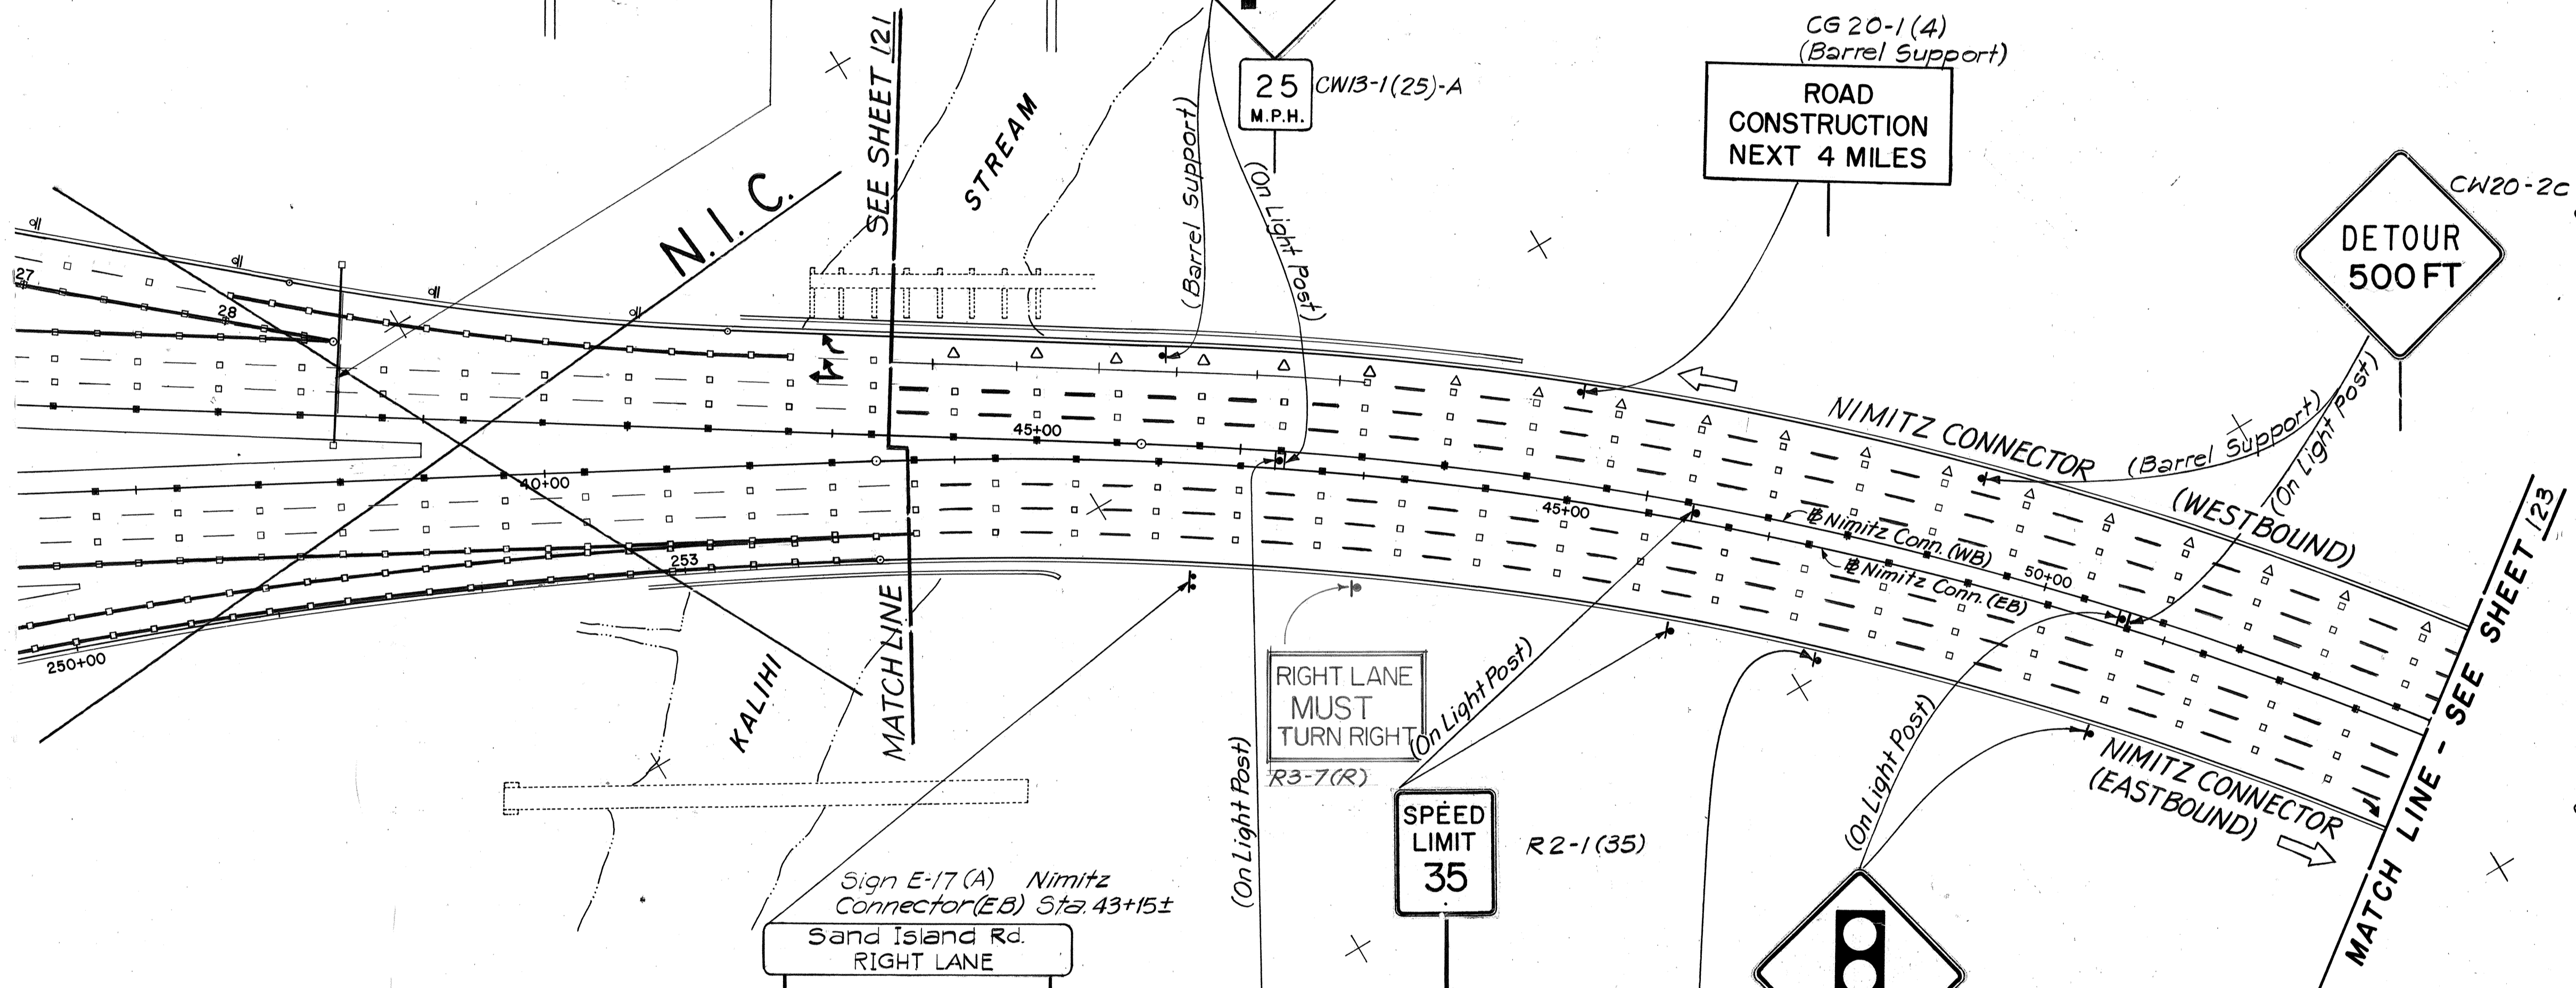 CG 20-1(4)
(Barrel Support)
ROAD
CONSTRUCTION
NEXT 4 MILES
25
M.P.H.
CW13-1(25)-A
SEE SHEET 121
STREAM
(Barrel Support)
(On Light Post)
N. I. C.
DETOUR
500 FT
CW20-2C
27
28
45+00
NIMITZ CONNECTOR
(WESTBOUND)
(Barrel Support)
(On Light Post)
40+00
45+00
℄ Nimitz Conn. (WB)
℄ Nimitz Conn. (EB)
50+00
253
250+00
KALIHI
MATCHLINE
RIGHT LANE
MUST
TURN RIGHT
R3-7(R)
(On Light Post)
(On Light Post)
(On Light Post)
SPEED
LIMIT
35
R2-1(35)
NIMITZ CONNECTOR
(EASTBOUND)
MATCH LINE - SEE SHEET 123
Sign E-17(A) Nimitz
Connector(EB) Sta. 43+15±
Sand Island Rd.
RIGHT LANE